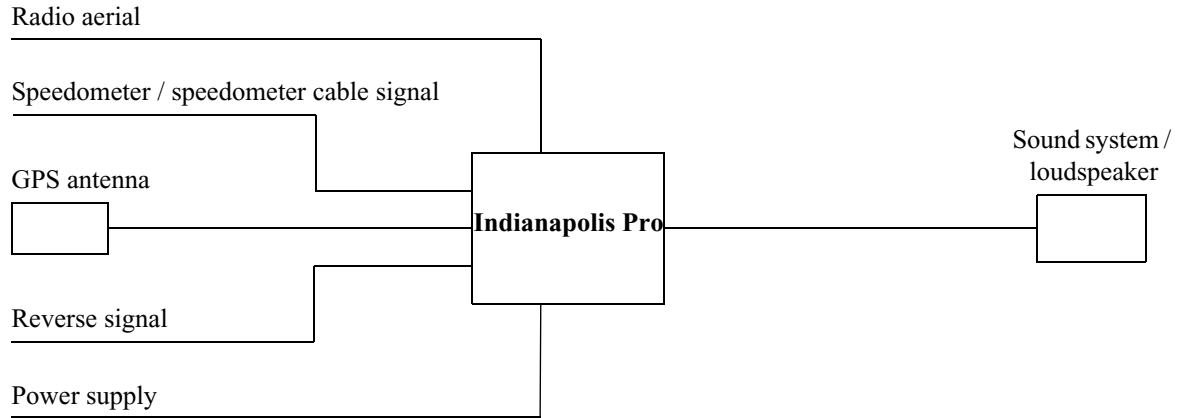 Radio aerial
Speedometer / speedometer cable signal
GPS antenna
Reverse signal
Power supply
Indianapolis Pro
Sound system /
loudspeaker